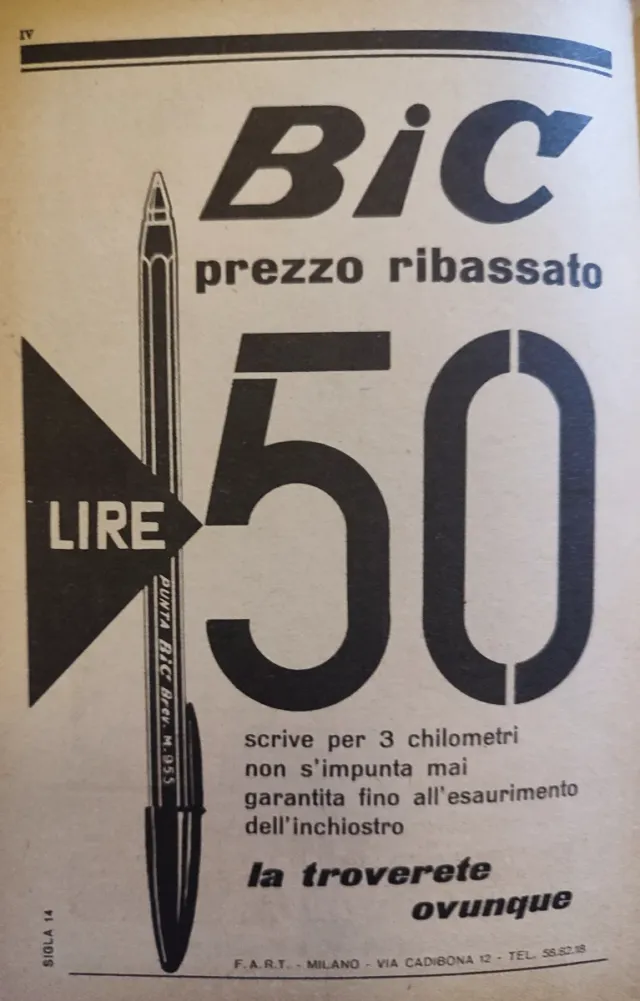 IV
BiC
prezzo ribassato
LIRE 50
PUNTA BiC Brev. M.955
scrive per 3 chilometri
non s'impunta mai
garantita fino all'esaurimento
dell'inchiostro
la troverete
ovunque
SIGLA 14
F.A.R.T. - MILANO - VIA CADIBONA 12 - TEL. 58.82.18